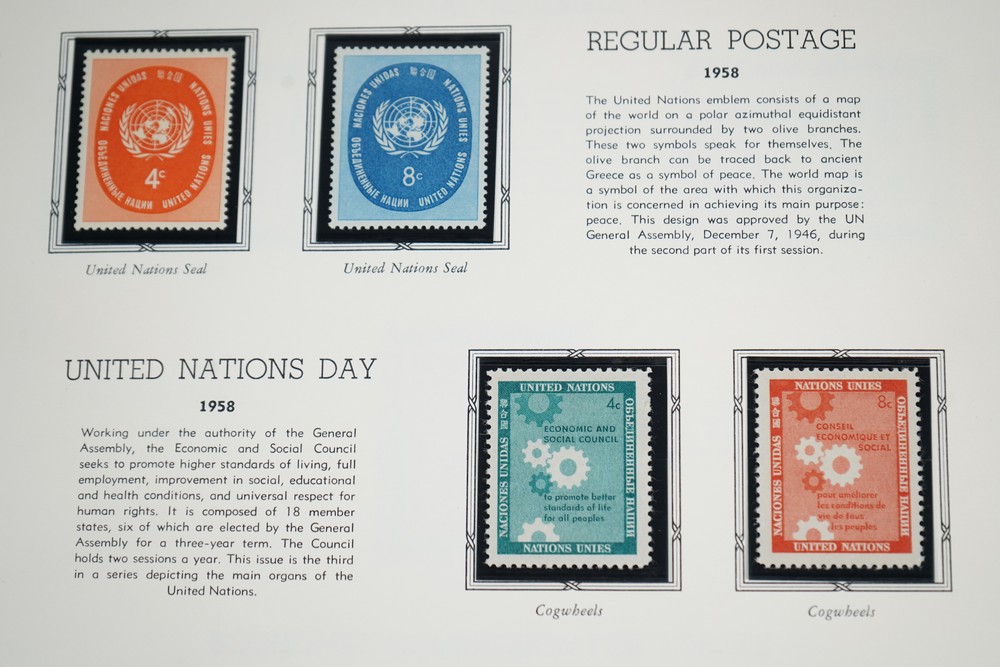 NACIONES UNIDAS 聯合国 NATIONS UNIES
4c
ОБЪЕДИНЕННЫЕ НАЦИИ UNITED NATIONS
United Nations Seal
NACIONES UNIDAS 聯合国 NATIONS UNIES
8c
ОБЪЕДИНЕННЫЕ НАЦИИ UNITED NATIONS
United Nations Seal
REGULAR POSTAGE
1958
The United Nations emblem consists of a map
of the world on a polar azimuthal equidistant
projection surrounded by two olive branches.
These two symbols speak for themselves. The
olive branch can be traced back to ancient
Greece as a symbol of peace. The world map is
a symbol of the area with which this organiza-
tion is concerned in achieving its main purpose:
peace. This design was approved by the UN
General Assembly, December 7, 1946, during
the second part of its first session.
UNITED NATIONS DAY
1958
Working under the authority of the General
Assembly, the Economic and Social Council
seeks to promote higher standards of living, full
employment, improvement in social, educational
and health conditions, and universal respect for
human rights. It is composed of 18 member
states, six of which are elected by the General
Assembly for a three-year term. The Council
holds two sessions a year. This issue is the third
in a series depicting the main organs of the
United Nations.
UNITED NATIONS
4c
ECONOMIC AND
SOCIAL COUNCIL
to promote better
standards of life
for all peoples
NACIONES UNIDAS 聯合國
ОБЪЕДИНЕННЫЕ НАЦИИ
NATIONS UNIES
Cogwheels
NATIONS UNIES
8c
CONSEIL
ECONOMIQUE ET
SOCIAL
pour améliorer
les conditions de
vie de tous
les peuples
NACIONES UNIDAS 聯合國
ОБЪЕДИНЕННЫЕ НАЦИИ
UNITED NATIONS
Cogwheels